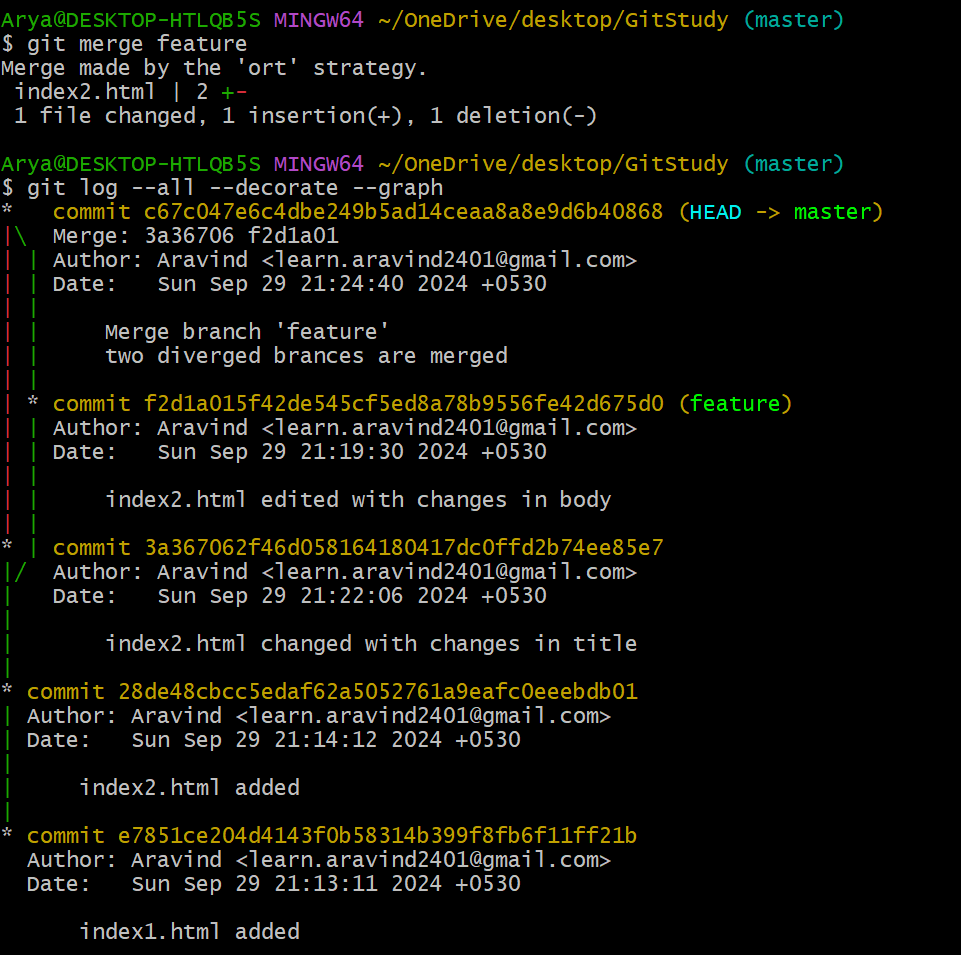 Arya@DESKTOP-HTLQB5S MINGW64 ~/OneDrive/desktop/GitStudy (master)
$ git merge feature
Merge made by the 'ort' strategy.
 index2.html | 2 +-
 1 file changed, 1 insertion(+), 1 deletion(-)

Arya@DESKTOP-HTLQB5S MINGW64 ~/OneDrive/desktop/GitStudy (master)
$ git log --all --decorate --graph
*   commit c67c047e6c4dbe249b5ad14ceaa8a8e9d6b40868 (HEAD -> master)
|\  Merge: 3a36706 f2d1a01
| | Author: Aravind <learn.aravind2401@gmail.com>
| | Date:   Sun Sep 29 21:24:40 2024 +0530
| |
| |     Merge branch 'feature'
| |     two diverged brances are merged
| |
| * commit f2d1a015f42de545cf5ed8a78b9556fe42d675d0 (feature)
| | Author: Aravind <learn.aravind2401@gmail.com>
| | Date:   Sun Sep 29 21:19:30 2024 +0530
| |
| |     index2.html edited with changes in body
| |
* | commit 3a367062f46d058164180417dc0ffd2b74ee85e7
|/  Author: Aravind <learn.aravind2401@gmail.com>
|   Date:   Sun Sep 29 21:22:06 2024 +0530
|
|       index2.html changed with changes in title
|
* commit 28de48cbcc5edaf62a5052761a9eafc0eeebdb01
| Author: Aravind <learn.aravind2401@gmail.com>
| Date:   Sun Sep 29 21:14:12 2024 +0530
|
|     index2.html added
|
* commit e7851ce204d4143f0b58314b399f8fb6f11ff21b
  Author: Aravind <learn.aravind2401@gmail.com>
  Date:   Sun Sep 29 21:13:11 2024 +0530

      index1.html added